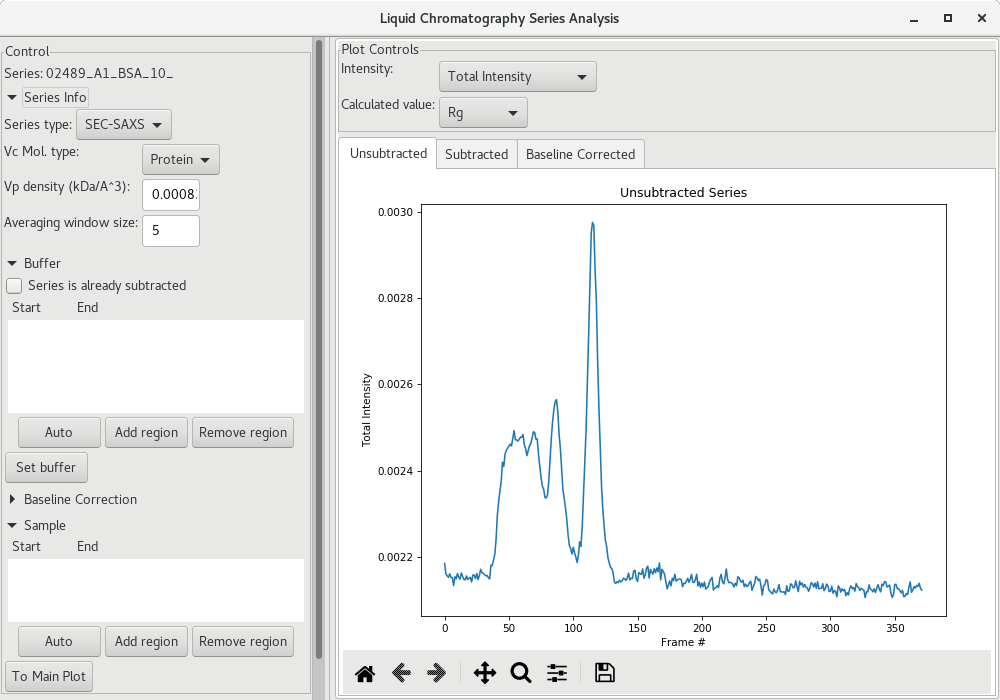 Liquid Chromatography Series Analysis
Control
Series: 02489_A1_BSA_10_
Series Info
Series type: SEC-SAXS
Vc Mol. type: Protein
Vp density (kDa/A^3): 0.0008
Averaging window size: 5
Buffer
Series is already subtracted
Start End
Auto Add region Remove region
Set buffer
Baseline Correction
Sample
Start End
Auto Add region Remove region
To Main Plot
Plot Controls
Intensity: Total Intensity
Calculated value: Rg
Unsubtracted Subtracted Baseline Corrected
Unsubtracted Series
0.0030
0.0028
0.0026
0.0024
0.0022
Total Intensity
0 50 100 150 200 250 300 350
Frame #